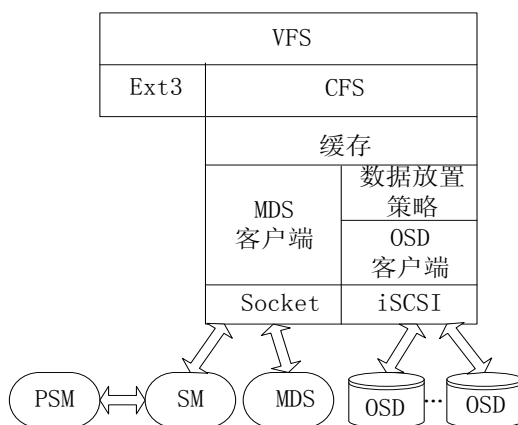 VFS
Ext3 CFS
缓存
数据放置
策略
MDS
客户端
OSD
客户端
Socket iSCSI
PSM SM MDS OSD ··· OSD